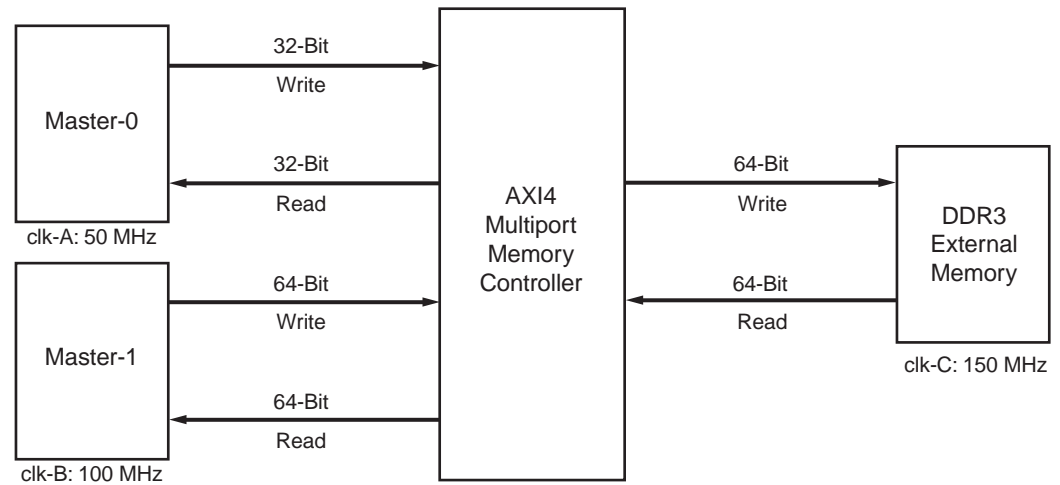 32-Bit
Write
Master-0
32-Bit
Read
clk-A: 50 MHz
64-Bit
Write
Master-1
64-Bit
Read
clk-B: 100 MHz
AXI4
Multiport
Memory
Controller
64-Bit
Write
64-Bit
Read
DDR3
External
Memory
clk-C: 150 MHz